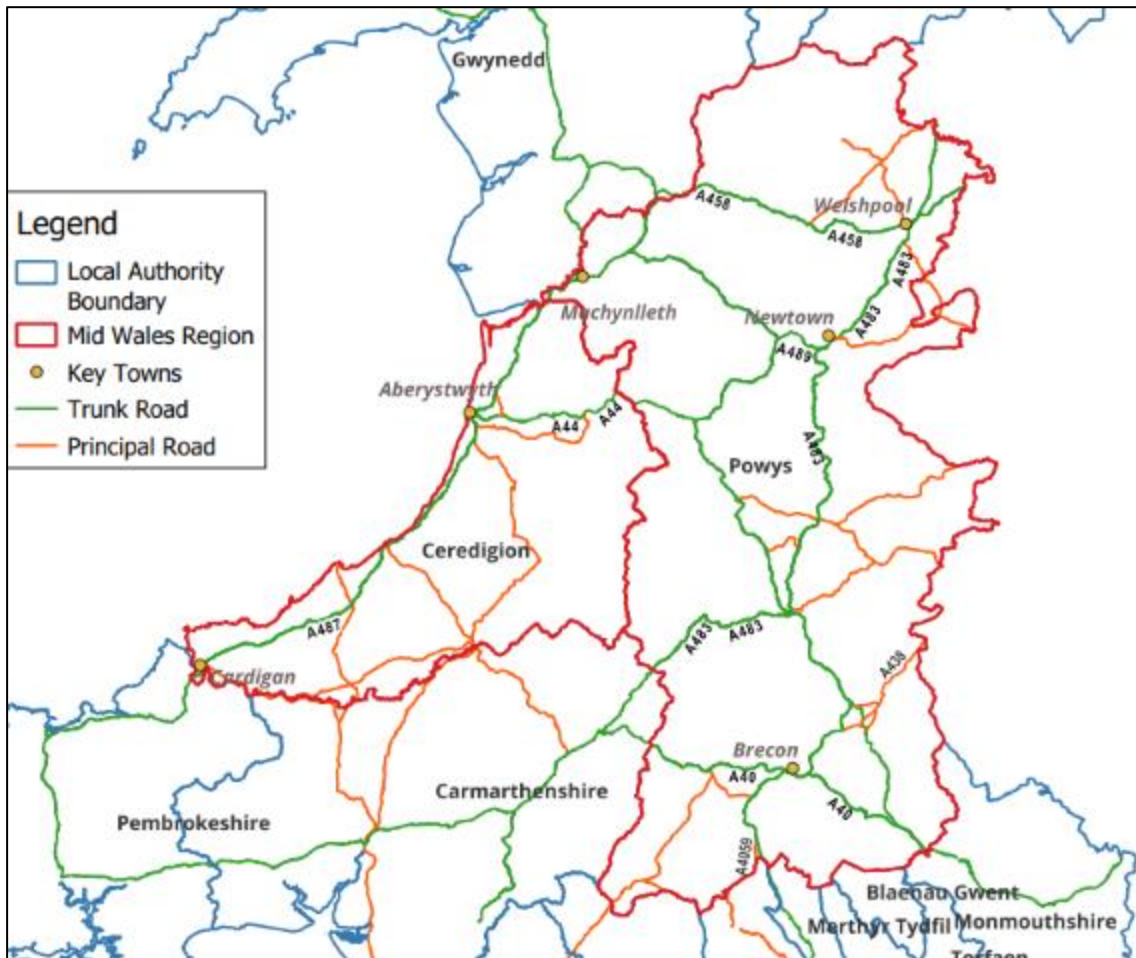 Gwynedd
Legend
Local Authority
Boundary
Mid Wales Region
Key Towns
Trunk Road
Principal Road
A458
Welshpool
A458
A483
Machynlleth
Newtown
A483
A489
Aberystwyth
A44
A44
A483
Powys
Ceredigion
A487
A483
A483
Cardigan
A438
Brecon
A40
Carmarthenshire
A40
Pembrokeshire
A4059
Blaenau Gwent
Merthyr Tydfil
Monmouthshire
Torfaen